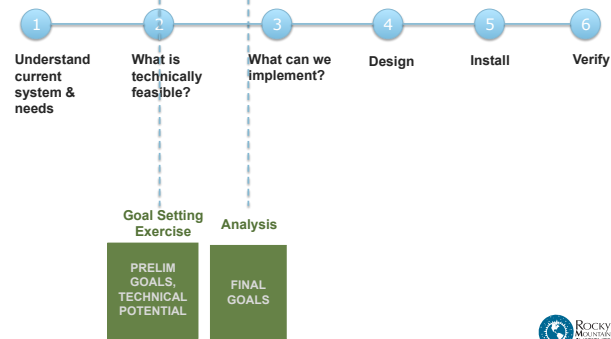 1 2 3 4 5 6
Understand
current
system &
needs
What is
technically
feasible?
What can we
implement?
Design
Install
Verify
Goal Setting
Exercise
Analysis
PRELIM
GOALS,
TECHNICAL
POTENTIAL
FINAL
GOALS
ROCKY
MOUNTAIN